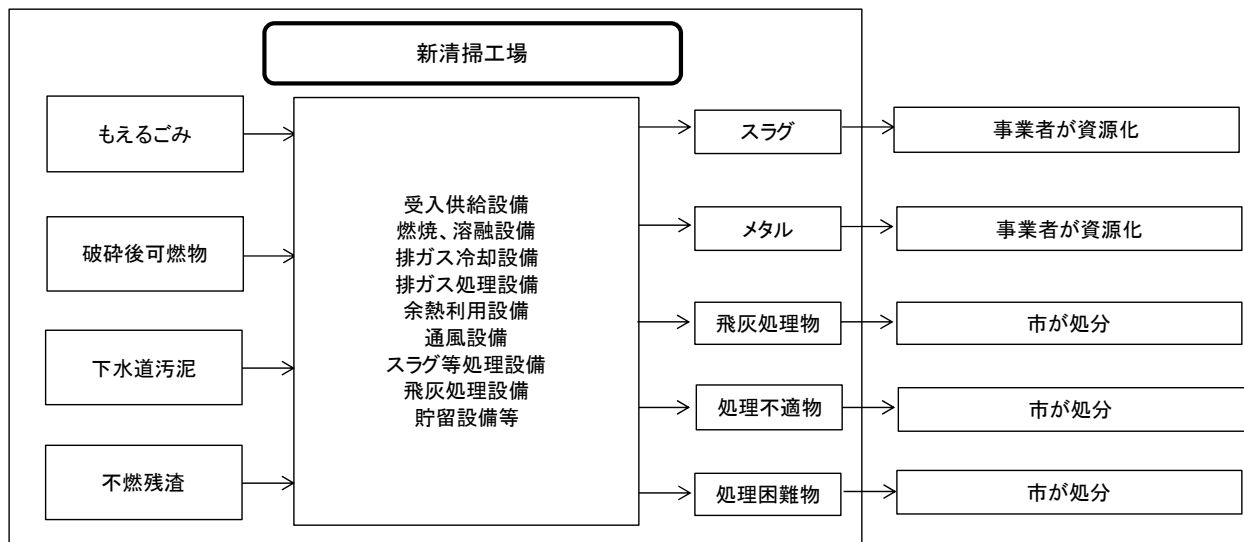 新清掃工場
もえるごみ
破砕後可燃物
下水道汚泥
不燃残渣
受入供給設備
燃焼、溶融設備
排ガス冷却設備
排ガス処理設備
余熱利用設備
通風設備
スラグ等処理設備
飛灰処理設備
貯留設備等
スラグ
事業者が資源化
メタル
事業者が資源化
飛灰処理物
市が処分
処理不適物
市が処分
処理困難物
市が処分